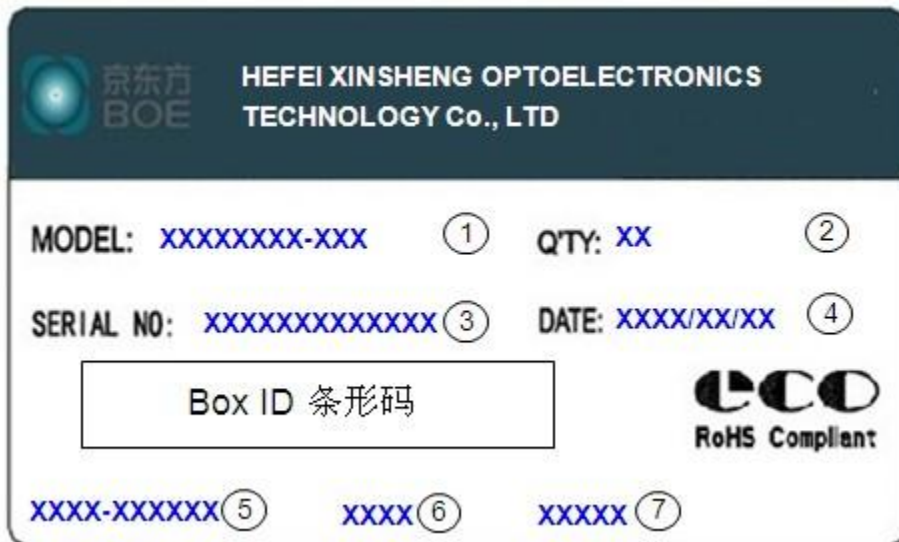 京东方
BOE
HEFEI XINSHENG OPTOELECTRONICS
TECHNOLOGY Co., LTD
MODEL: XXXXXXXX-XXX ① Q'TY: XX ②
SERIAL NO: XXXXXXXXXXXXX ③ DATE: XXXX/XX/XX ④
Box ID 条形码
eco
RoHS Compliant
XXXX-XXXXXX ⑤ XXXX ⑥ XXXXX ⑦